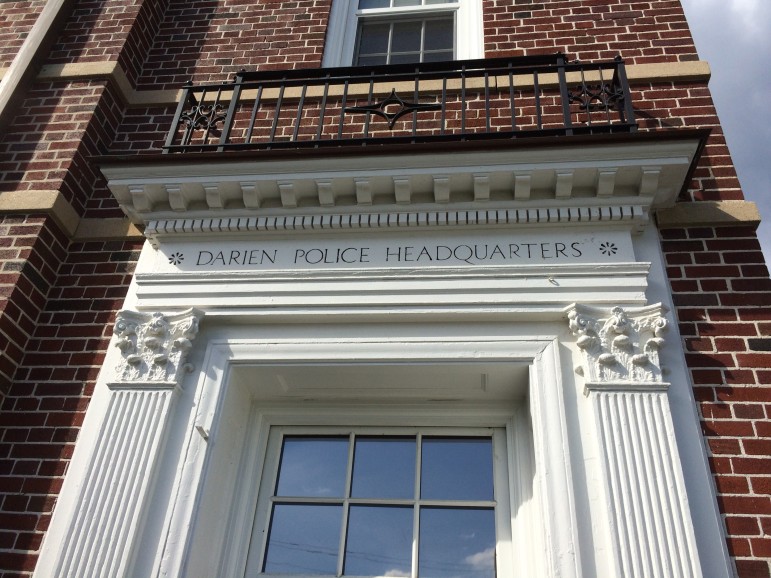 DARIEN POLICE HEADQUARTERS